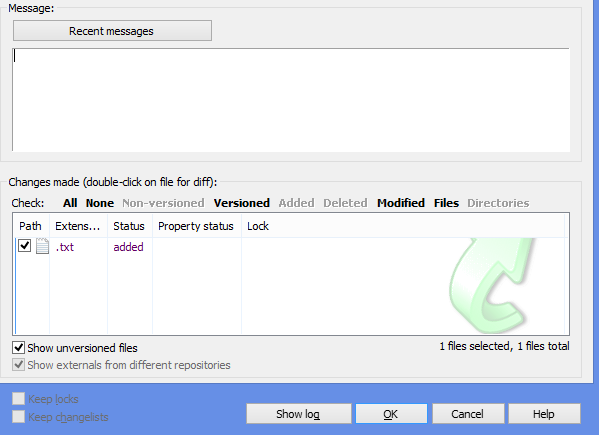 Message:
Recent messages
Changes made (double-click on file for diff):
Check: All None Non-versioned Versioned Added Deleted Modified Files Directories
Path Extens... Status Property status Lock
.txt added
Show unversioned files 1 files selected, 1 files total
Show externals from different repositories
Keep locks
Keep changelists
Show log OK Cancel Help